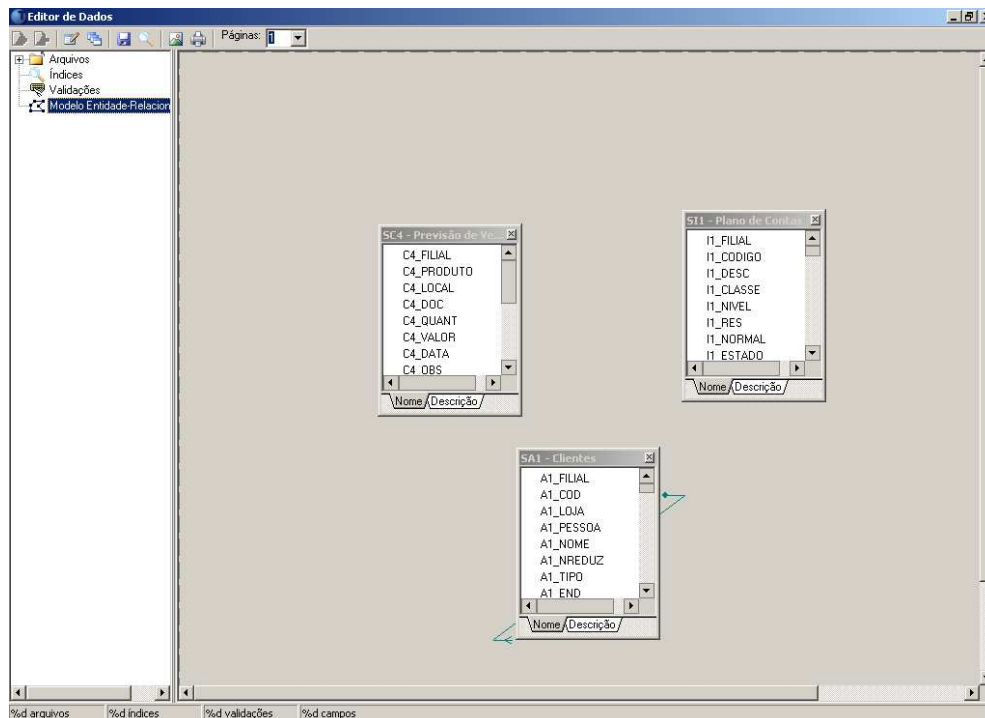 Editor de Dados
Páginas: 1
Arquivos
Índices
Validações
Modelo Entidade-Relacion
SC4 - Previsão de Ve...
C4_FILIAL
C4_PRODUTO
C4_LOCAL
C4_DOC
C4_QUANT
C4_VALOR
C4_DATA
C4_OBS
Nome Descrição
SI1 - Plano de Contas
I1_FILIAL
I1_CODIGO
I1_DESC
I1_CLASSE
I1_NIVEL
I1_RES
I1_NORMAL
I1_ESTADO
Nome Descrição
SA1 - Clientes
A1_FILIAL
A1_COD
A1_LOJA
A1_PESSOA
A1_NOME
A1_NREDUZ
A1_TIPO
A1_END
Nome Descrição
%d arquivos %d índices %d validações %d campos